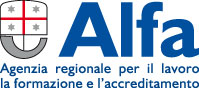 Alfa
Agenzia regionale per il lavoro
la formazione e l'accreditamento